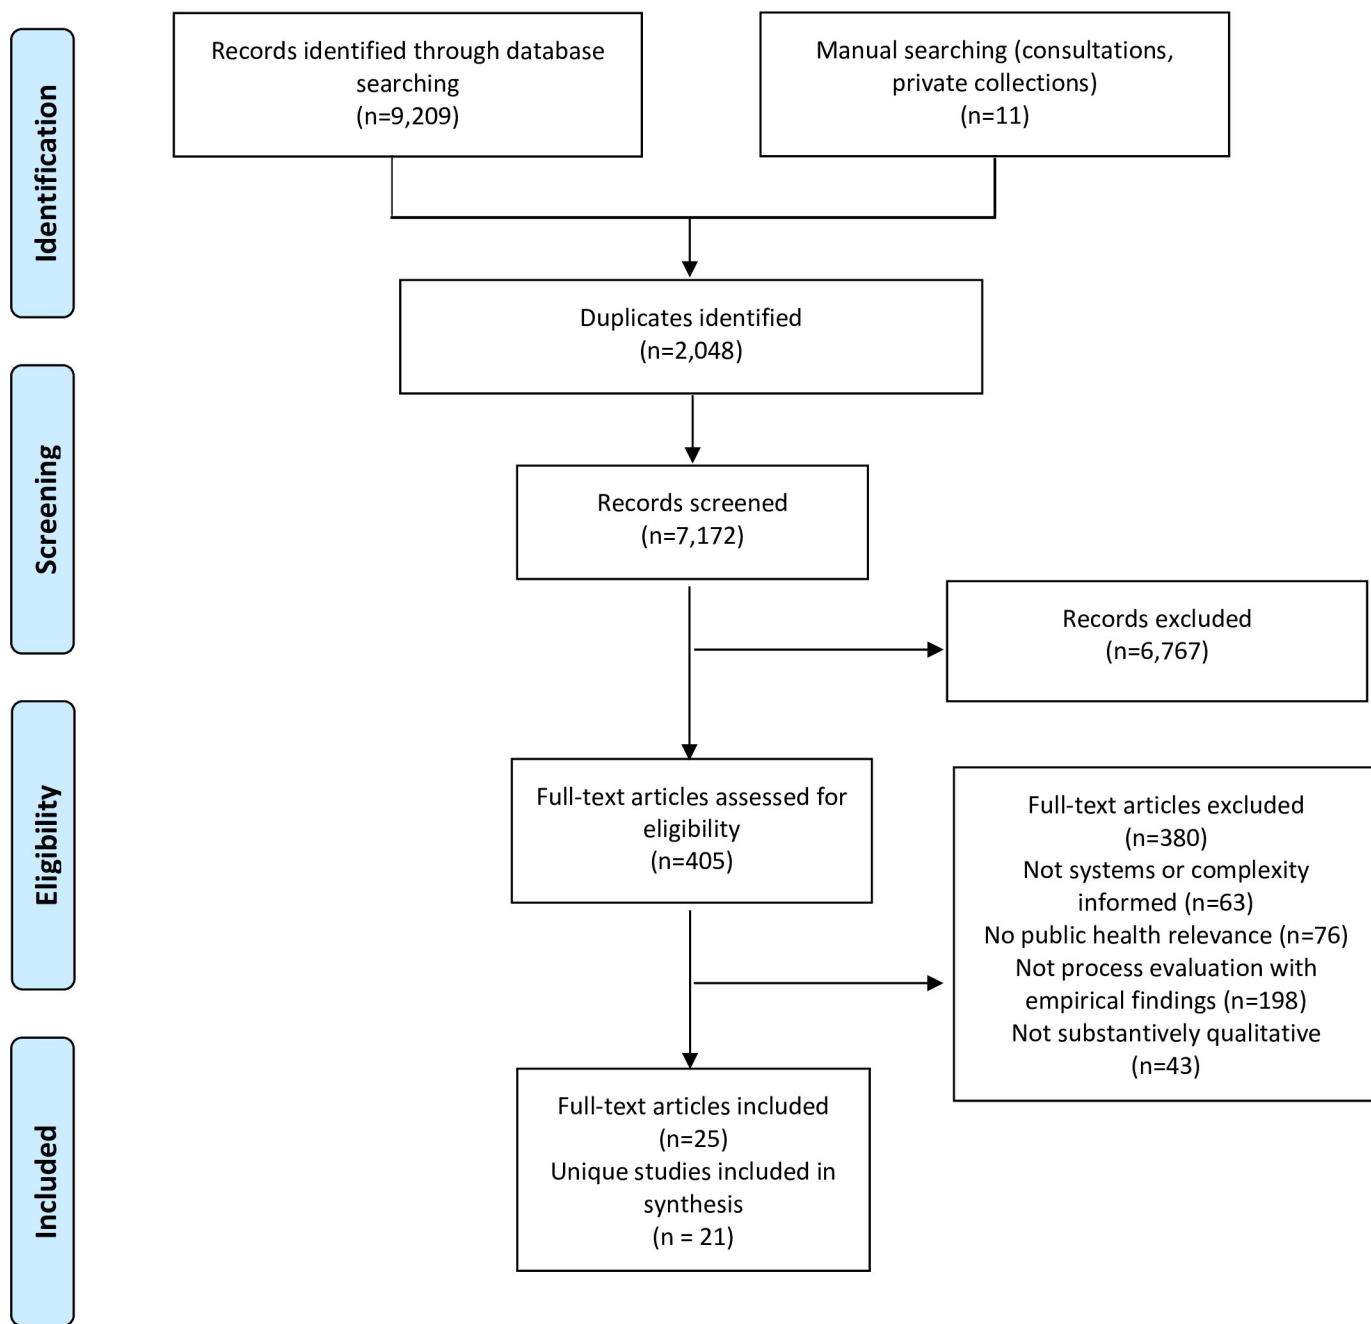 Identification
Records identified through database
searching
(n=9,209)
Manual searching (consultations,
private collections)
(n=11)
Duplicates identified
(n=2,048)
Screening
Records screened
(n=7,172)
Records excluded
(n=6,767)
Eligibility
Full-text articles assessed for
eligibility
(n=405)
Full-text articles excluded
(n=380)
Not systems or complexity
informed (n=63)
No public health relevance (n=76)
Not process evaluation with
empirical findings (n=198)
Not substantively qualitative
(n=43)
Included
Full-text articles included
(n=25)
Unique studies included in
synthesis
(n = 21)